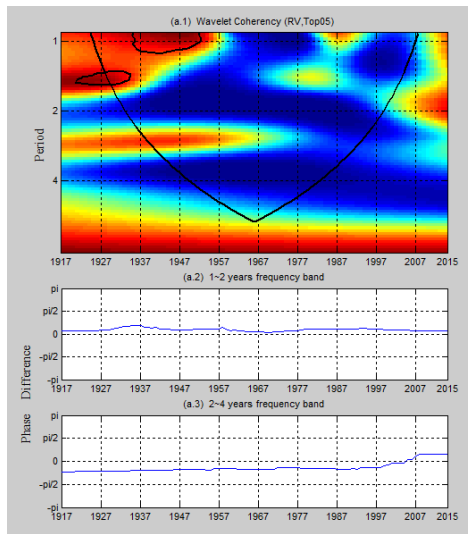 (a.1) Wavelet Coherency (RV,Top05)
1
2
4
Period
1917 1927 1937 1947 1957 1967 1977 1987 1997 2007 2015
(a.2) 1~2 years frequency band
pi
pi/2
0
-pi/2
-pi
1917 1927 1937 1947 1957 1967 1977 1987 1997 2007 2015
Phase Difference
(a.3) 2~4 years frequency band
pi
pi/2
0
-pi/2
-pi
1917 1927 1937 1947 1957 1967 1977 1987 1997 2007 2015